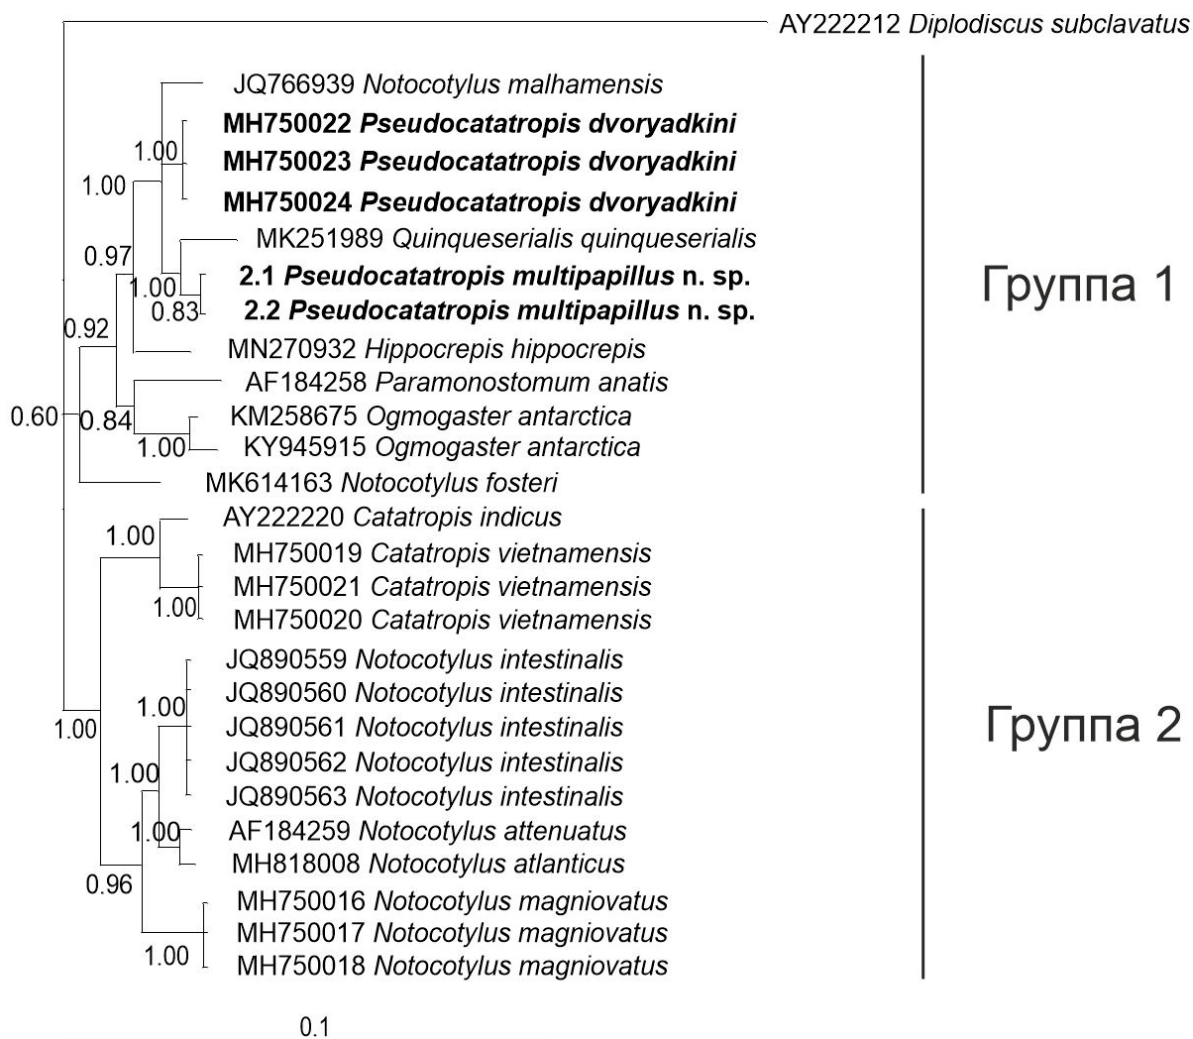 AY222212 Diplodiscus subclavatus
JQ766939 Notocotylus malhamensis
MH750022 Pseudocatatropis dvoryadkini
1.00
MH750023 Pseudocatatropis dvoryadkini
1.00
MH750024 Pseudocatatropis dvoryadkini
MK251989 Quinqueserialis quinqueserialis
0.97
2.1 Pseudocatatropis multipapillus n. sp.
Группа 1
1.00
2.2 Pseudocatatropis multipapillus n. sp.
0.83
0.92
MN270932 Hippocrepis hippocrepis
AF184258 Paramonostomum anatis
0.60
0.84
KM258675 Ogmogaster antarctica
1.00
KY945915 Ogmogaster antarctica
MK614163 Notocotylus fosteri
AY222220 Catatropis indicus
1.00
MH750019 Catatropis vietnamensis
MH750021 Catatropis vietnamensis
1.00
MH750020 Catatropis vietnamensis
JQ890559 Notocotylus intestinalis
JQ890560 Notocotylus intestinalis
1.00
1.00
JQ890561 Notocotylus intestinalis
Группа 2
JQ890562 Notocotylus intestinalis
1.00
JQ890563 Notocotylus intestinalis
1.00
AF184259 Notocotylus attenuatus
MH818008 Notocotylus atlanticus
0.96
MH750016 Notocotylus magniovatus
MH750017 Notocotylus magniovatus
1.00
MH750018 Notocotylus magniovatus
0.1